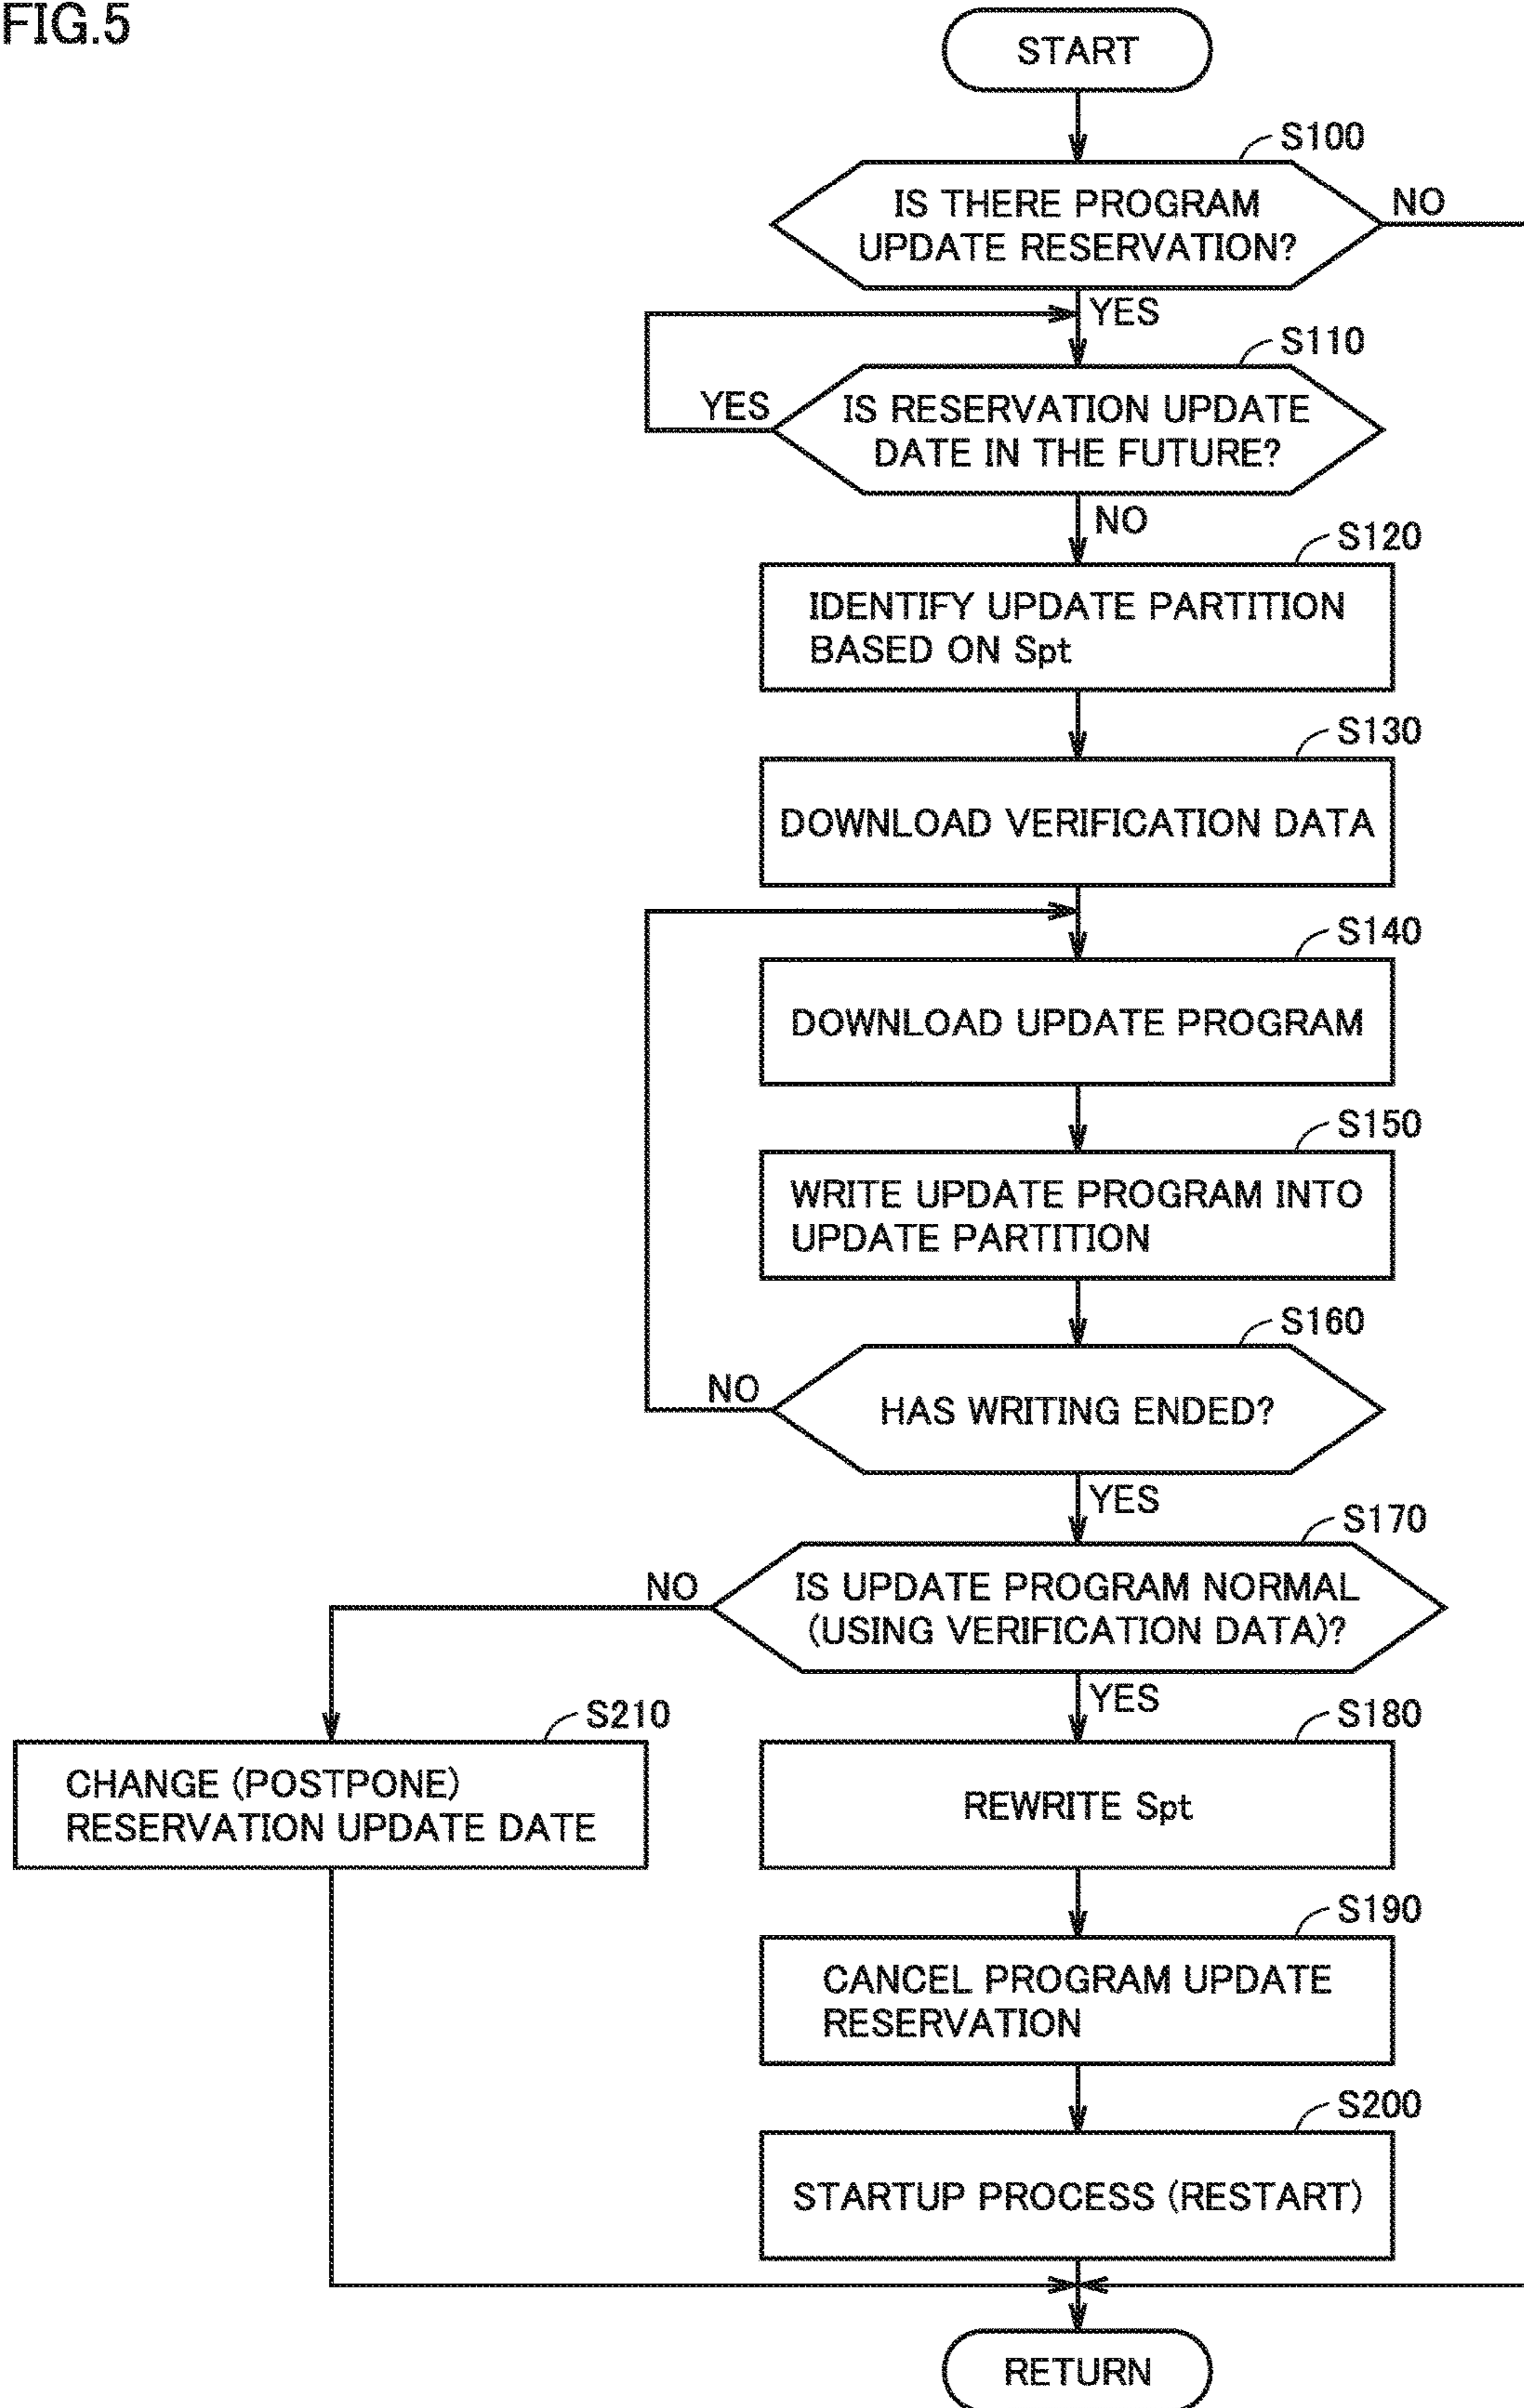 FIG.5
START
S100
IS THERE PROGRAM
UPDATE RESERVATION?
NO
YES
S110
YES
IS RESERVATION UPDATE
DATE IN THE FUTURE?
NO
S120
IDENTIFY UPDATE PARTITION
BASED ON Spt
S130
DOWNLOAD VERIFICATION DATA
S140
DOWNLOAD UPDATE PROGRAM
S150
WRITE UPDATE PROGRAM INTO
UPDATE PARTITION
S160
NO
HAS WRITING ENDED?
YES
S170
NO
IS UPDATE PROGRAM NORMAL
(USING VERIFICATION DATA)?
YES
S210
CHANGE (POSTPONE)
RESERVATION UPDATE DATE
S180
REWRITE Spt
S190
CANCEL PROGRAM UPDATE
RESERVATION
S200
STARTUP PROCESS (RESTART)
RETURN